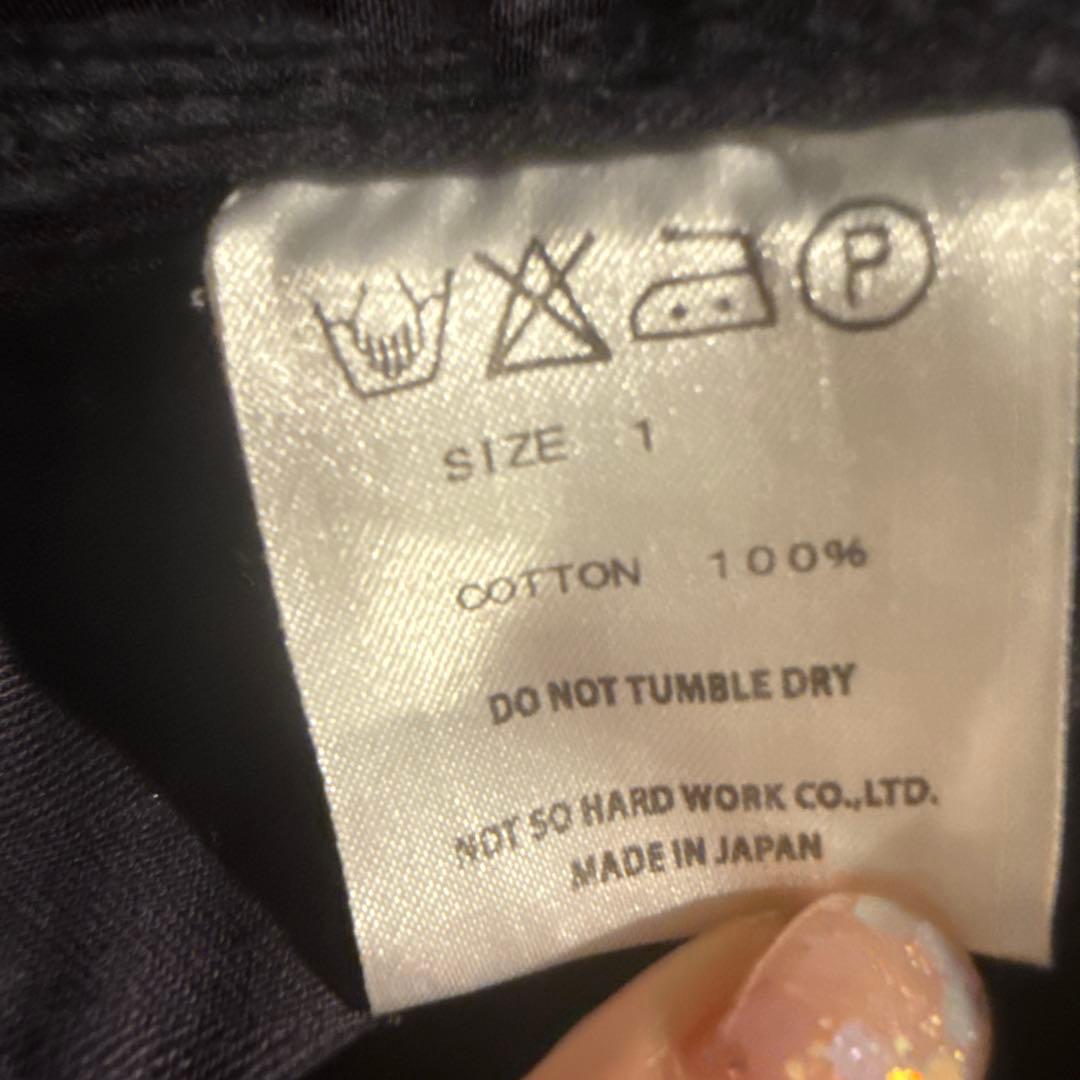 P
SIZE 1
COTTON 100%
DO NOT TUMBLE DRY
NOT SO HARD WORK CO.,LTD.
MADE IN JAPAN